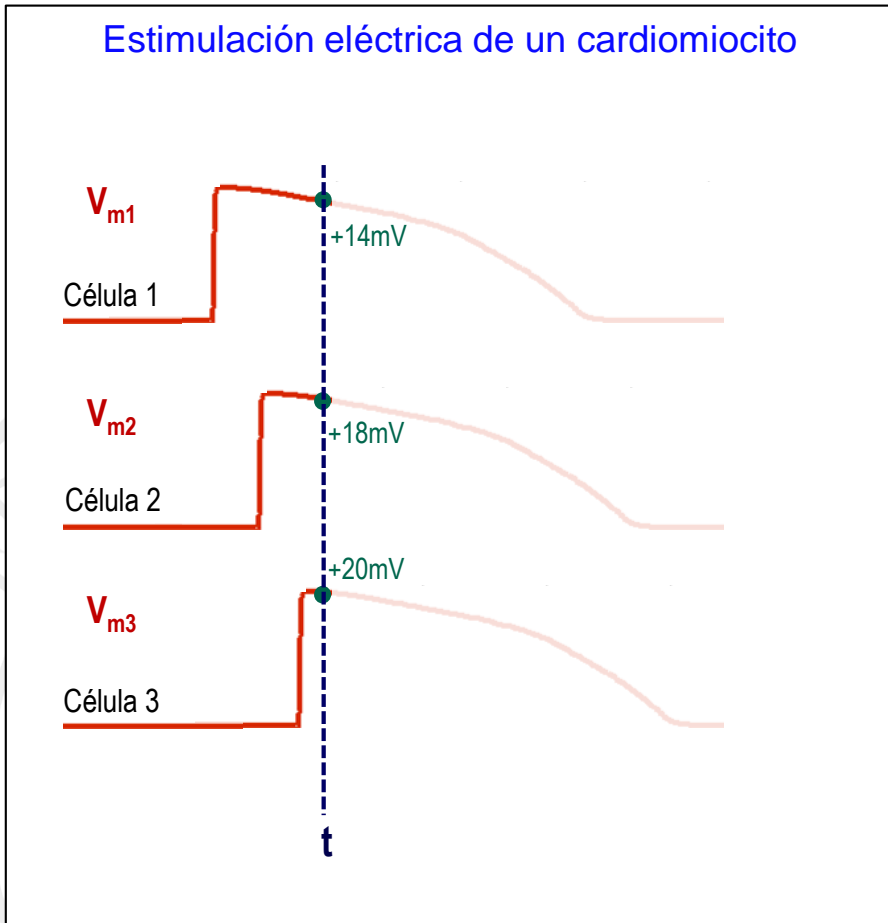 Estimulación eléctrica de un cardiomiocito
Vm1
+14mV
Célula 1
Vm2
+18mV
Célula 2
+20mV
Vm3
Célula 3
t